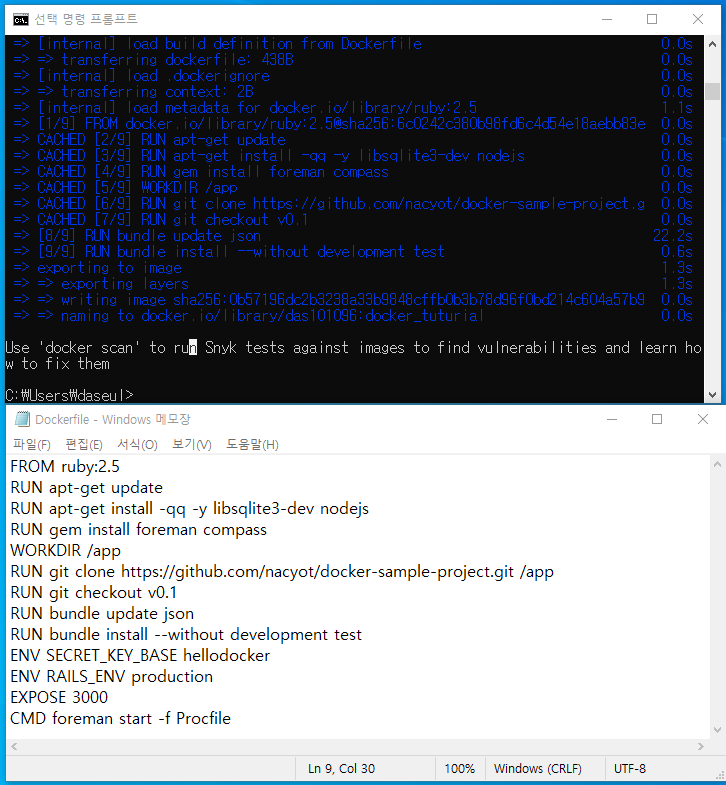 선택 명령 프롬프트
=> [internal] load build definition from Dockerfile 0.0s
=> => transferring dockerfile: 438B 0.0s
=> [internal] load .dockerignore 0.0s
=> => transferring context: 2B 0.0s
=> [internal] load metadata for docker.io/library/ruby:2.5 1.1s
=> [1/9] FROM docker.io/library/ruby:2.5@sha256:6c0242c380b98fd6c4d54e18aebb83e 0.0s
=> CACHED [2/9] RUN apt-get update 0.0s
=> CACHED [3/9] RUN apt-get install -qq -y libsqlite3-dev nodejs 0.0s
=> CACHED [4/9] RUN gem install foreman compass 0.0s
=> CACHED [5/9] WORKDIR /app 0.0s
=> CACHED [6/9] RUN git clone https://github.com/nacyot/docker-sample-project.g 0.0s
=> CACHED [7/9] RUN git checkout v0.1 0.0s
=> [8/9] RUN bundle update json 22.2s
=> [9/9] RUN bundle install --without development test 0.6s
=> exporting to image 1.3s
=> => exporting layers 1.3s
=> => writing image sha256:0b57196dc2b3238a33b9848cffb0b3b78d96f0bd214c604a57b9 0.0s
=> => naming to docker.io/library/das101096:docker_tuturial 0.0s
Use 'docker scan' to run Snyk tests against images to find vulnerabilities and learn ho
w to fix them
C:₩Users₩daseul>
Dockerfile - Windows 메모장
파일(F) 편집(E) 서식(O) 보기(V) 도움말(H)
FROM ruby:2.5
RUN apt-get update
RUN apt-get install -qq -y libsqlite3-dev nodejs
RUN gem install foreman compass
WORKDIR /app
RUN git clone https://github.com/nacyot/docker-sample-project.git /app
RUN git checkout v0.1
RUN bundle update json
RUN bundle install --without development test
ENV SECRET_KEY_BASE hellodocker
ENV RAILS_ENV production
EXPOSE 3000
CMD foreman start -f Procfile
Ln 9, Col 30 100% Windows (CRLF) UTF-8